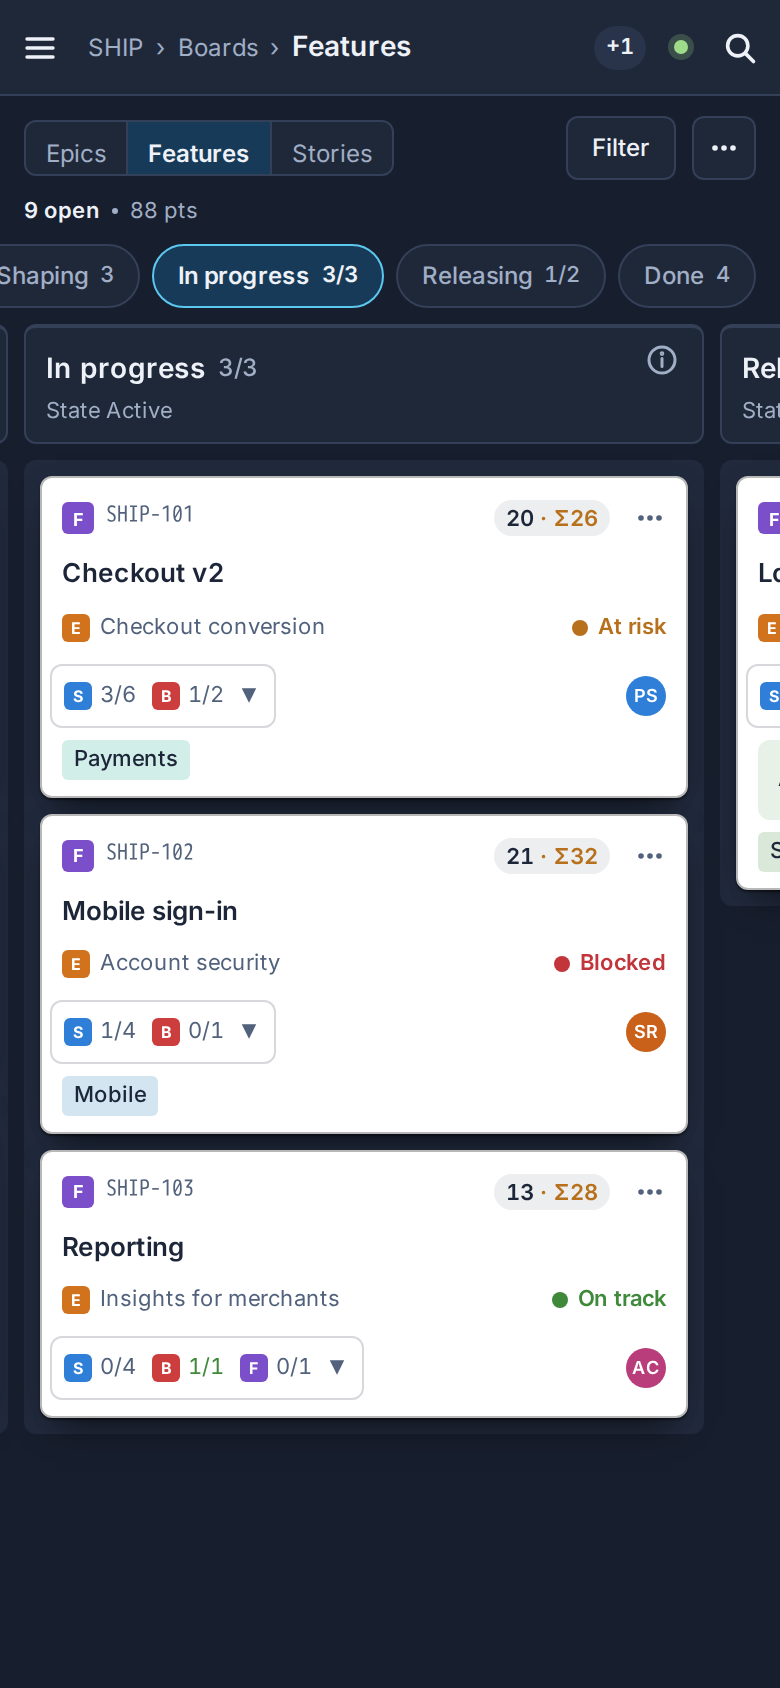 SHIP › Boards › Features +1
Epics Features Stories Filter
9 open • 88 pts
Shaping 3 In progress 3/3 Releasing 1/2 Done 4
In progress 3/3
State Active
F SHIP-101 20 · Σ26
Checkout v2
E Checkout conversion At risk
S 3/6 B 1/2 ▼ PS
Payments
F SHIP-102 21 · Σ32
Mobile sign-in
E Account security Blocked
S 1/4 B 0/1 ▼ SR
Mobile
F SHIP-103 13 · Σ28
Reporting
E Insights for merchants On track
S 0/4 B 1/1 F 0/1 ▼ AC
F
E
S